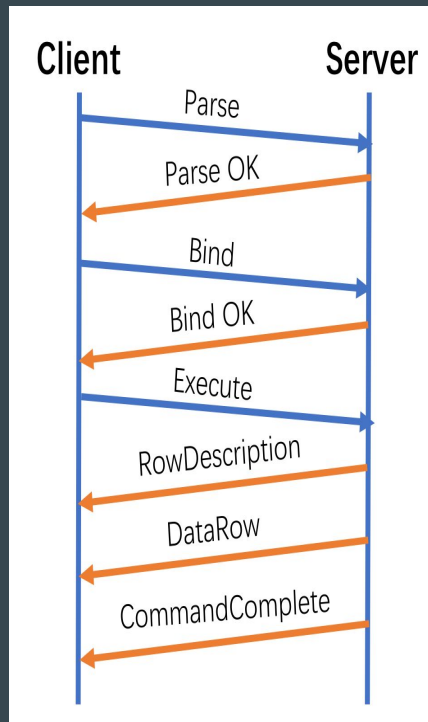 Client Server
Parse
Parse OK
Bind
Bind OK
Execute
RowDescription
DataRow
CommandComplete